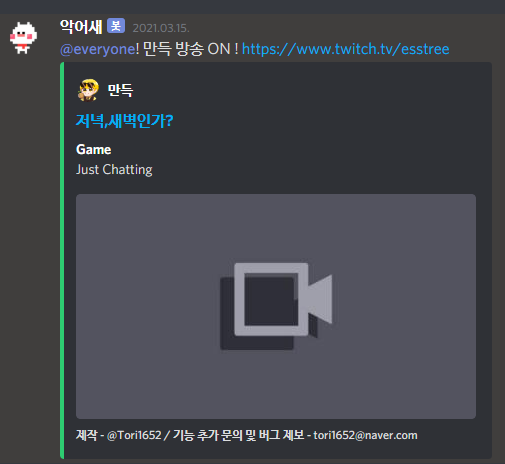 악어새 봇 2021.03.15.
@everyone! 만득 방송 ON ! https://www.twitch.tv/esstree
만득
저녁,새벽인가?
Game
Just Chatting
제작 - @Tori1652 / 기능 추가 문의 및 버그 제보 - tori1652@naver.com